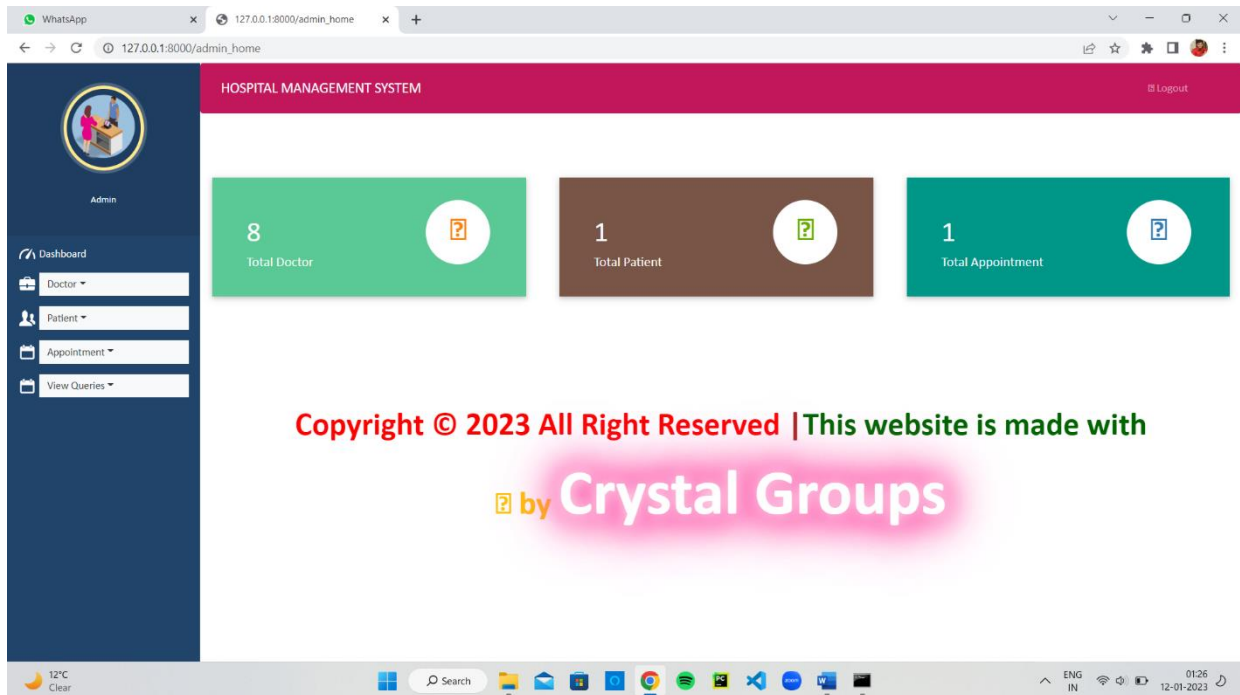 WhatsApp
127.0.0.1:8000/admin_home
127.0.0.1:8000/admin_home
HOSPITAL MANAGEMENT SYSTEM
Logout
Admin
Dashboard
Doctor
Patient
Appointment
View Queries
8
Total Doctor
1
Total Patient
1
Total Appointment
Copyright © 2023 All Right Reserved |This website is made with
by Crystal Groups
12°C
Clear
Search
zoom
ENG
IN
01:26
12-01-2023